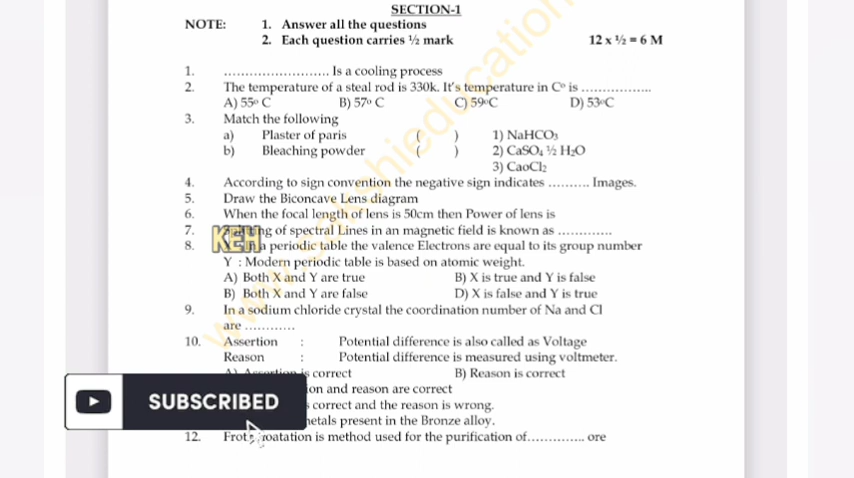 SECTION-1
NOTE: 1. Answer all the questions
2. Each question carries ½ mark 12 x ½ = 6 M
1. .......................... Is a cooling process
2. The temperature of a steal rod is 330k. It's temperature in C⁰ is .................
A) 55⁰ C B) 57⁰ C C) 59⁰C D) 53⁰C
3. Match the following
a) Plaster of paris ( ) 1) NaHCO₃
b) Bleaching powder ( ) 2) CaSO₄ ½ H₂O
3) CaoCl₂
4. According to sign convention the negative sign indicates .......... Images.
5. Draw the Biconcave Lens diagram
6. When the focal length of lens is 50cm then Power of lens is
7. of spectral Lines in an magnetic field is known as .............
KEH
8. periodic table the valence Electrons are equal to its group number
Y : Modern periodic table is based on atomic weight.
A) Both X and Y are true B) X is true and Y is false
B) Both X and Y are false D) X is false and Y is true
9. In a sodium chloride crystal the coordination number of Na and Cl
are ............
10. Assertion : Potential difference is also called as Voltage
Reason : Potential difference is measured using voltmeter.
is correct B) Reason is correct
and reason are correct
SUBSCRIBED
correct and the reason is wrong.
present in the Bronze alloy.
12. is method used for the purification of.............. ore